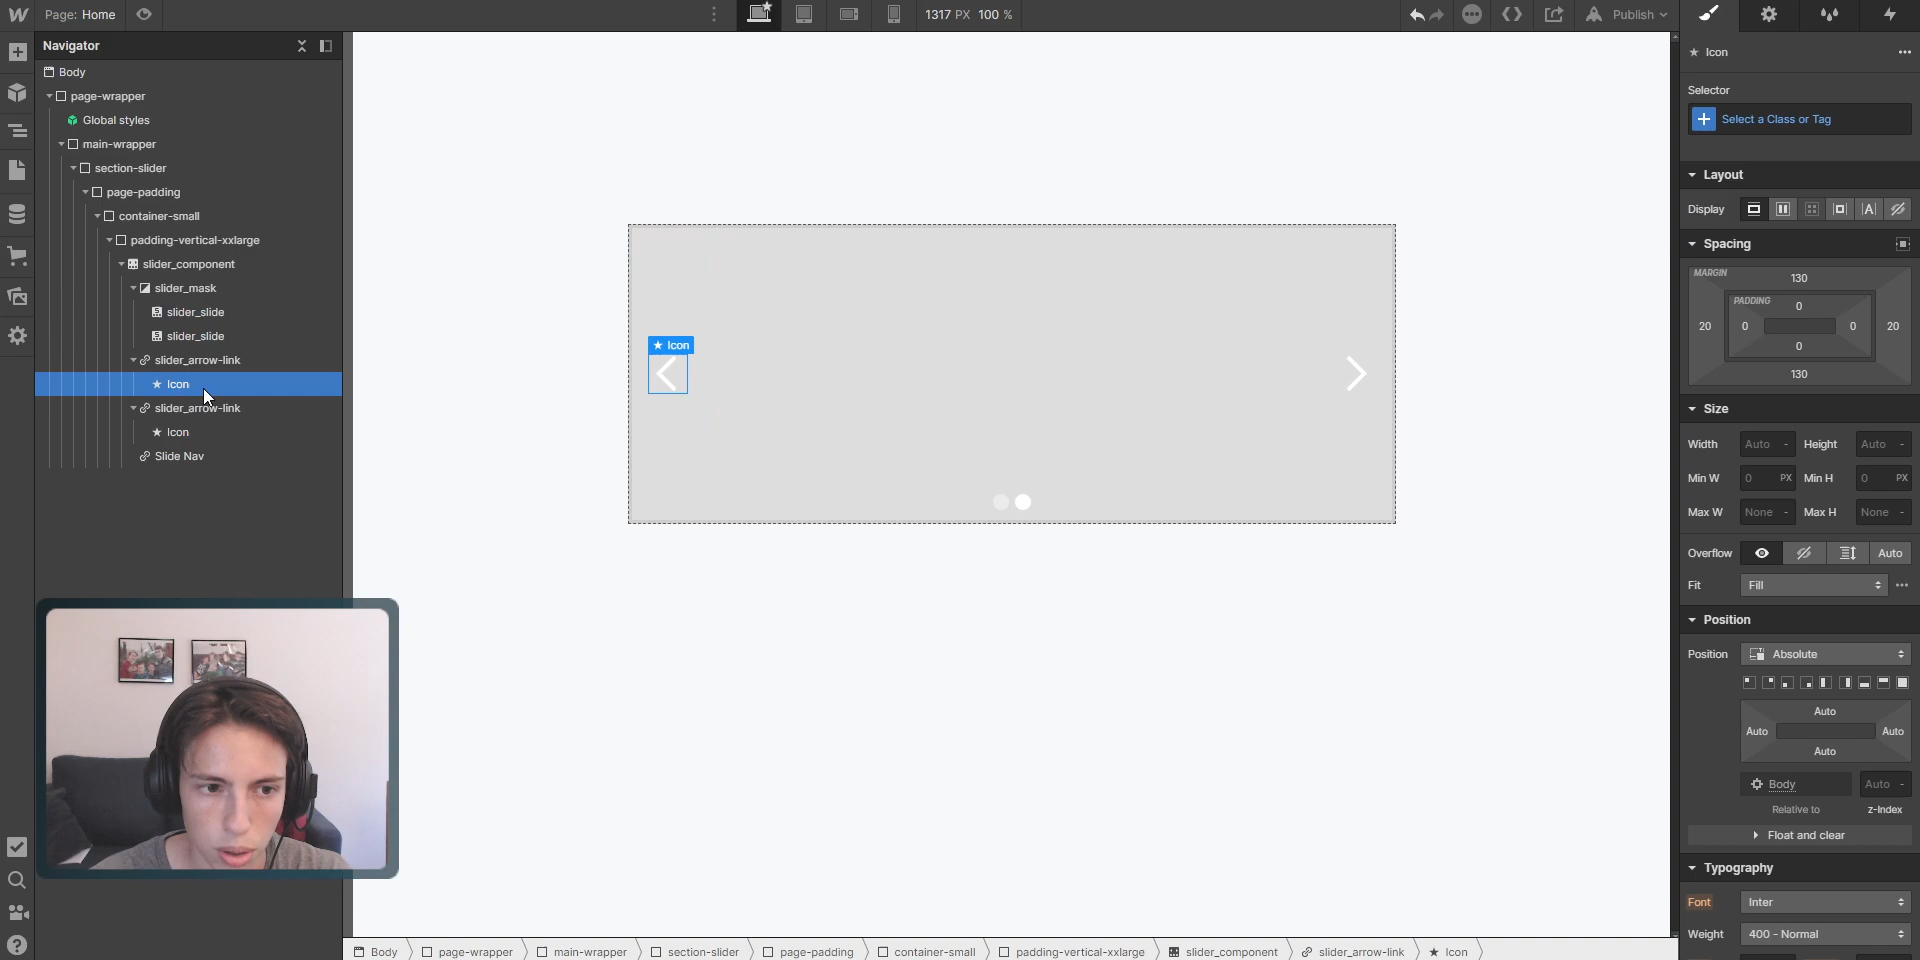 Page: Home
1317 PX 100 %
Publish
Navigator
Body
page-wrapper
Global styles
main-wrapper
section-slider
page-padding
container-small
padding-vertical-xxlarge
slider_component
slider_mask
slider_slide
slider_slide
slider_arrow-link
Icon
slider_arrow-link
Icon
Slide Nav
Icon
Icon
Selector
Select a Class or Tag
Layout
Display
Spacing
MARGIN
130
PADDING
0
20 0 0 20
0
130
Size
Width Auto - Height Auto -
Min W 0 PX Min H 0 PX
Max W None - Max H None -
Overflow Auto
Fit Fill
Position
Position Absolute
Auto
Auto Auto
Auto
Body Auto -
Relative to z-Index
Float and clear
Typography
Font Inter
Weight 400 - Normal
Body page-wrapper main-wrapper section-slider page-padding container-small padding-vertical-xxlarge slider_component slider_arrow-link Icon